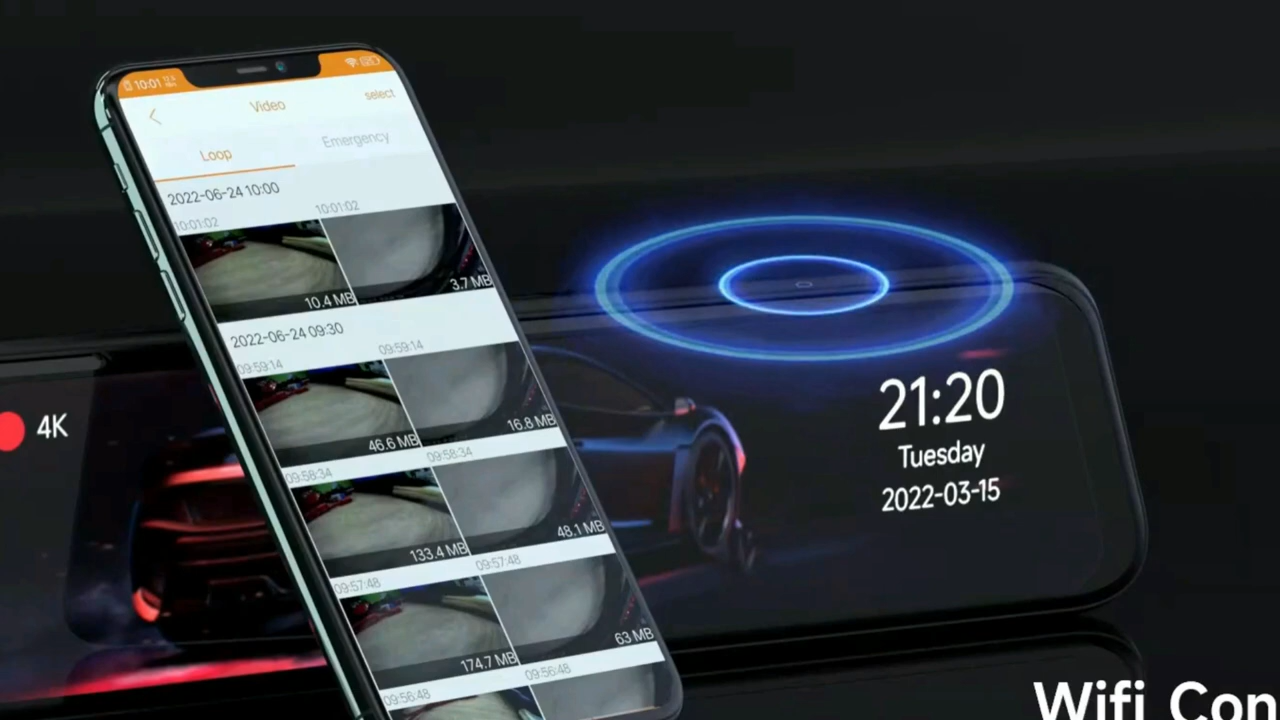 10:01
Video
select
Loop
Emergency
2022-06-24 10:00
10:01:02
10:01:02
10.4 MB
3.7 MB
2022-06-24 09:30
09:59:14
09:59:14
46.6 MB
16.8 MB
09:58:34
09:58:34
133.4 MB
48.1 MB
09:57:48
09:57:48
174.7 MB
63 MB
09:56:48
09:56:48
4K
21:20
Tuesday
2022-03-15
Wifi Con